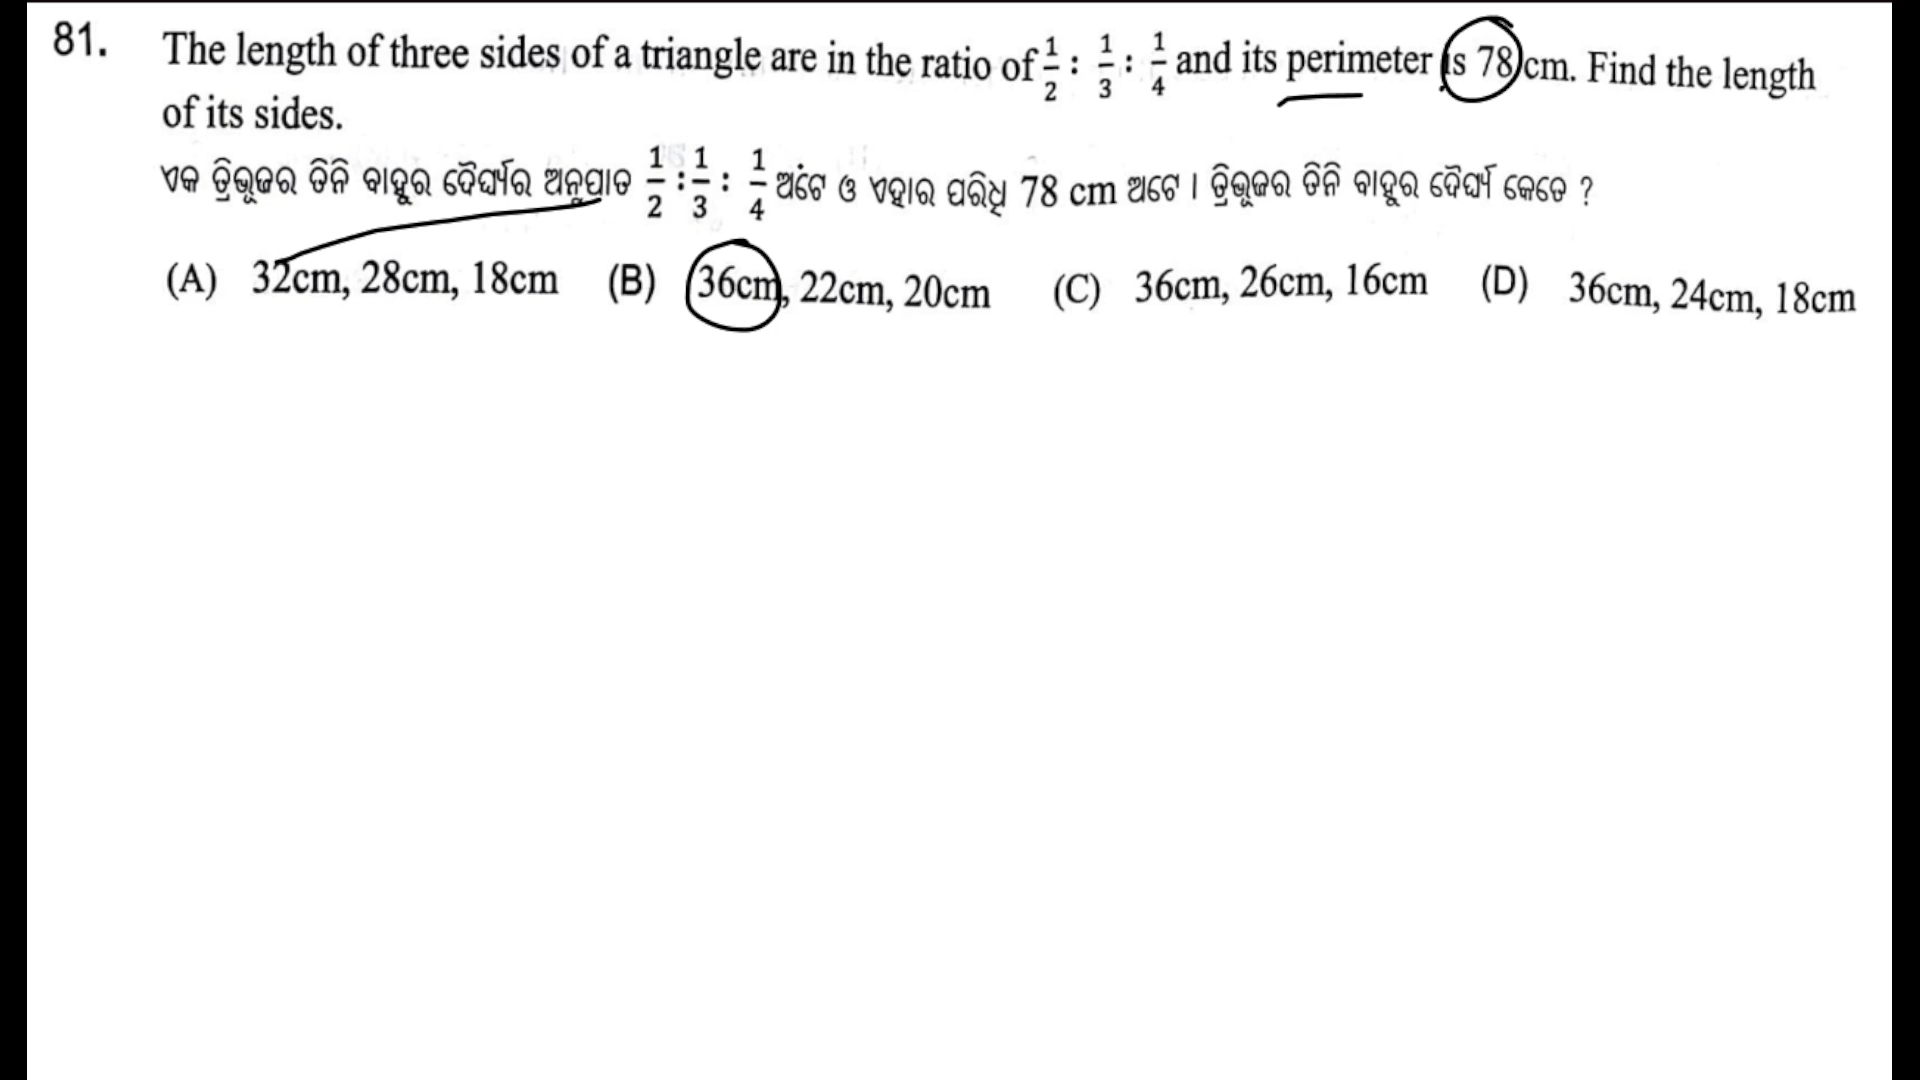 81. The length of three sides of a triangle are in the ratio of 1/2 : 1/3 : 1/4 and its perimeter is 78 cm. Find the length
of its sides.
ଏକ ତ୍ରିଭୂଜର ତିନି ବାହୁର ଦୈର୍ଘ୍ୟର ଅନୁପାତ 1/2 : 1/3 : 1/4 ଅଟେ ଓ ଏହାର ପରିଧି 78 cm ଅଟେ । ତ୍ରିଭୂଜର ତିନି ବାହୁର ଦୈର୍ଘ୍ୟ କେତେ ?
(A) 32cm, 28cm, 18cm (B) 36cm, 22cm, 20cm (C) 36cm, 26cm, 16cm (D) 36cm, 24cm, 18cm